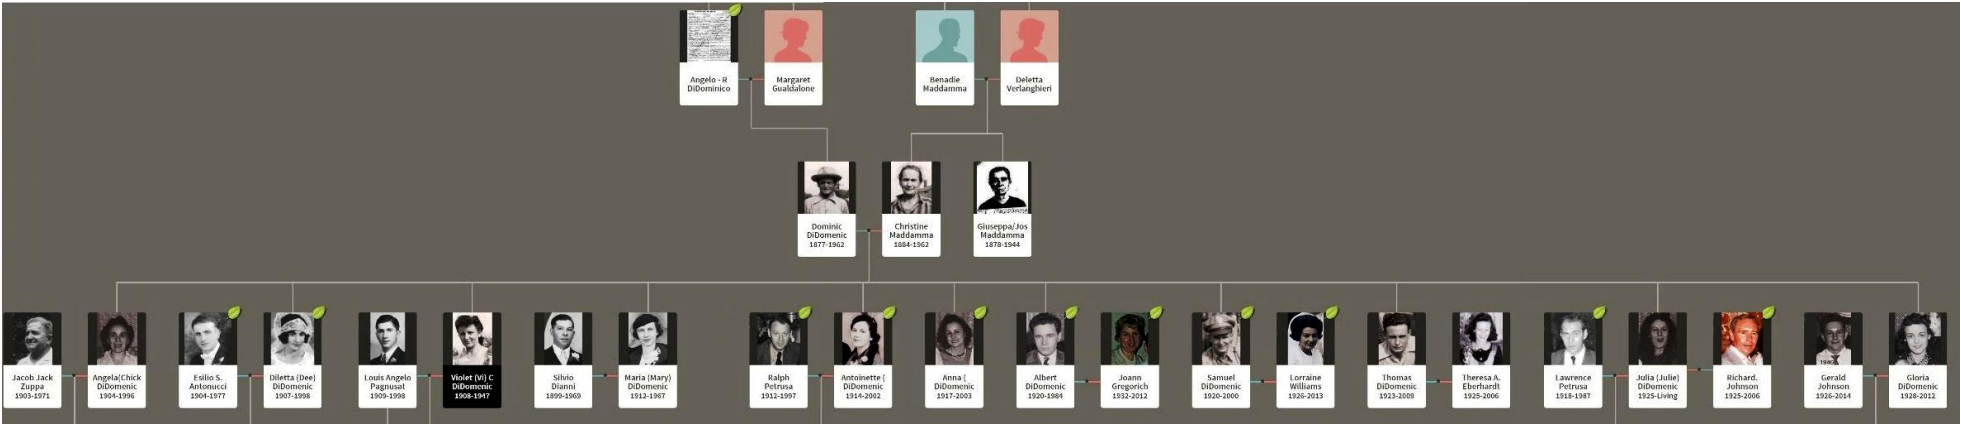 Angelo - R
DiDominico
Margaret
Gualdalone
Benadie
Maddamma
Deletta
Verlanghieri
Dominic
DiDomenic
1877-1962
Christine
Maddamma
1884-1962
Giuseppa/Jos
Maddamma
1878-1944
Jacob Jack
Zuppa
1903-1971
Angela(Chick
DiDomenic
1904-1996
Esilio S.
Antonucci
1904-1977
Diletta (Dee)
DiDomenic
1907-1998
Louis Angelo
Pagnusat
1909-1998
Violet (Vi) C
DiDomenic
1908-1947
Silvio
Dianni
1899-1969
Maria (Mary)
DiDomenic
1912-1967
Ralph
Petrusa
1912-1997
Antoinette (
DiDomenic
1914-2002
Anna (
DiDomenic
1917-2003
Albert
DiDomenic
1920-1984
Joann
Gregorich
1932-2012
Samuel
DiDomenic
1920-2000
Lorraine
Williams
1926-2013
Thomas
DiDomenic
1923-2009
Theresa A.
Eberhardt
1925-2006
Lawrence
Petrusa
1918-1987
Julia (Julie)
DiDomenic
1925-Living
Richard.
Johnson
1925-2006
Gerald
Johnson
1926-2014
Gloria
DiDomenic
1928-2012